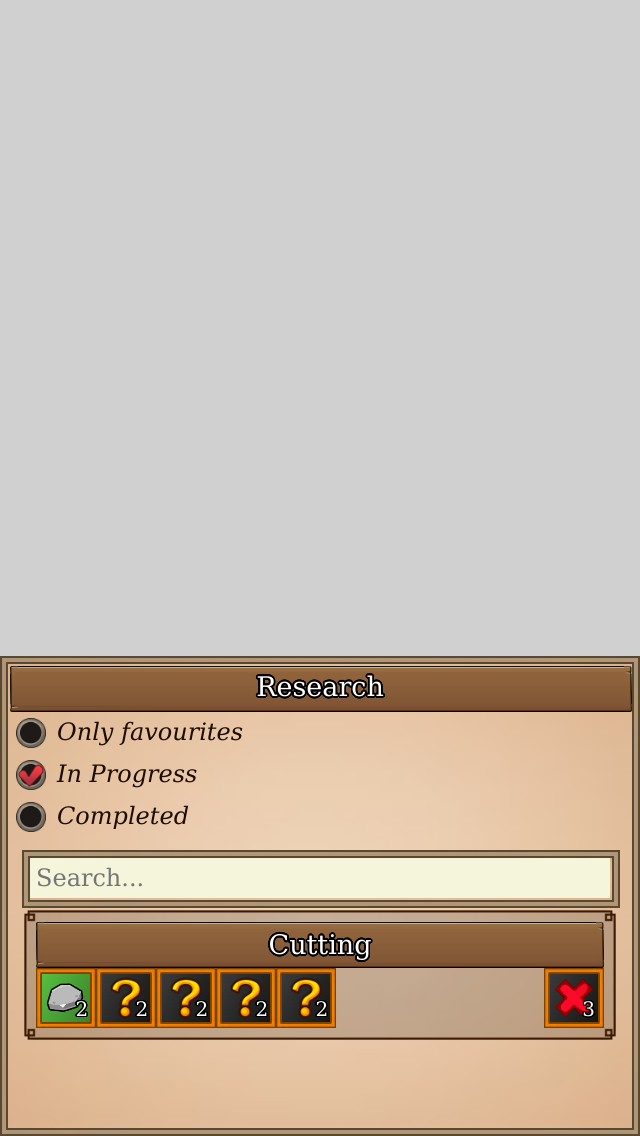 Research
Only favourites
In Progress
Completed
Search...
Cutting
2 ?2 ?2 ?2 ?2 3